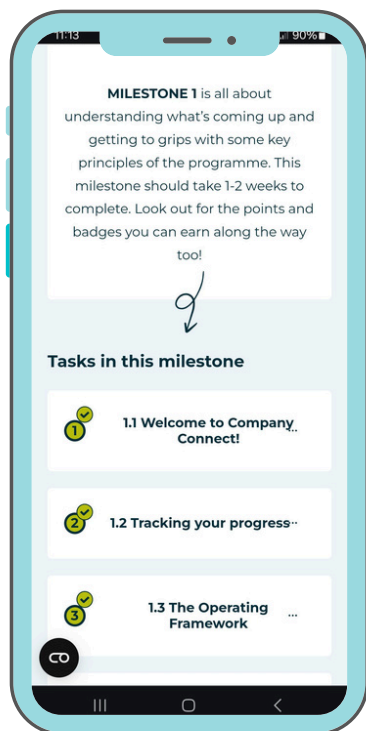 11:13
90%
MILESTONE 1 is all about
understanding what's coming up and
getting to grips with some key
principles of the programme. This
milestone should take 1-2 weeks to
complete. Look out for the points and
badges you can earn along the way
too!
Tasks in this milestone
1
1.1 Welcome to Company
Connect!
...
2
1.2 Tracking your progress
...
3
1.3 The Operating
Framework
...